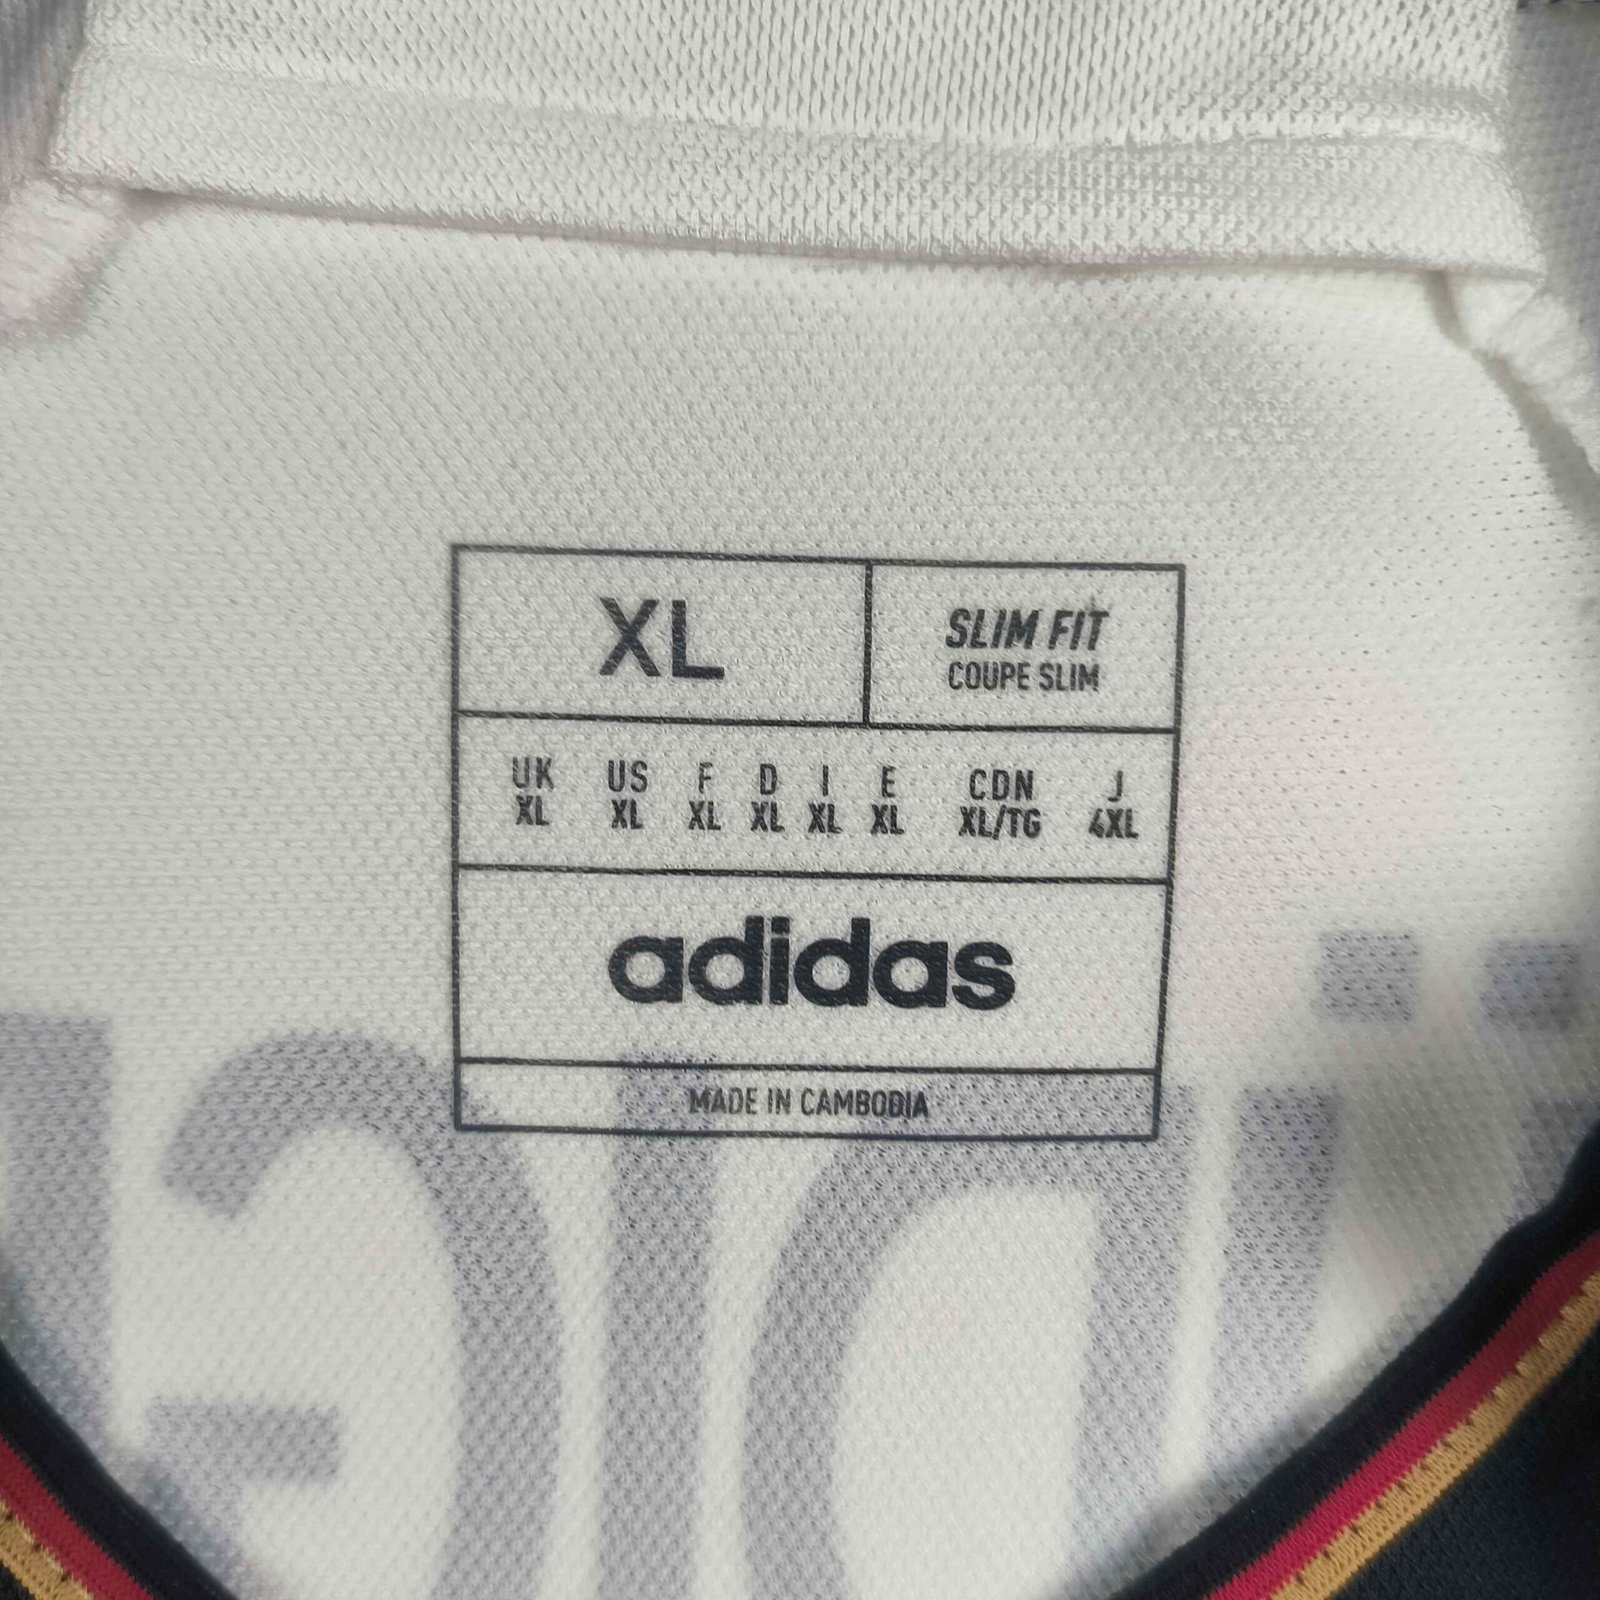 XL
SLIM FIT
COUPE SLIM
UK US F D I E CDN J
XL XL XL XL XL XL XL/TG 4XL
adidas
MADE IN CAMBODIA